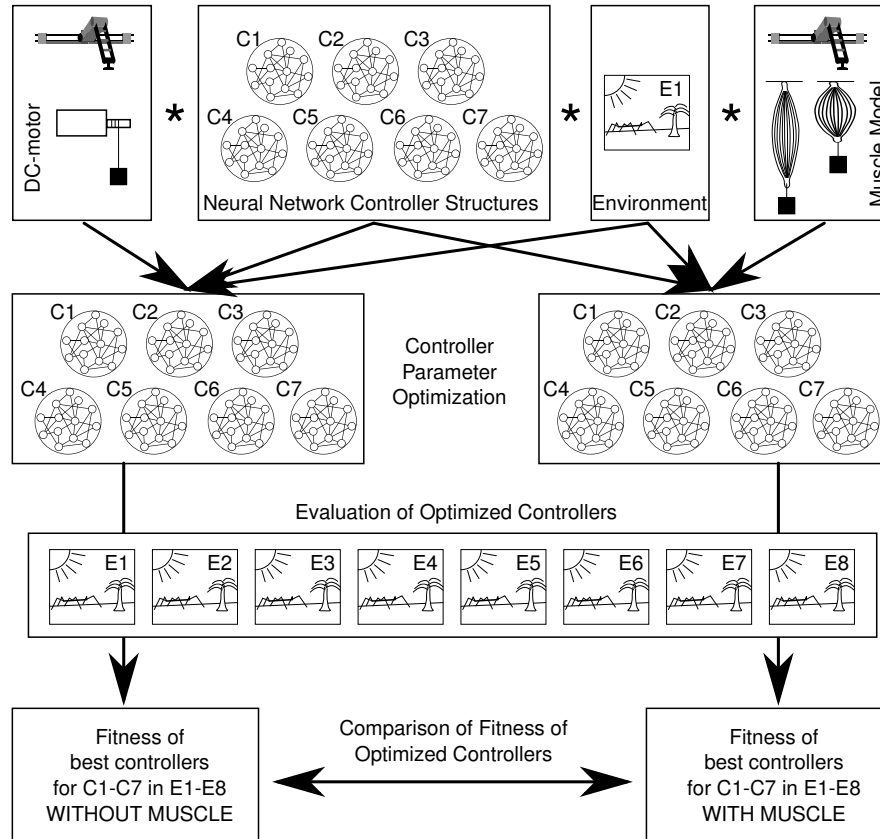 C1 C2 C3
C4 C5 C6 C7
DC-motor
*
Neural Network Controller Structures
*
E1
Environment
*
Muscle Model
C1 C2 C3
C4 C5 C6 C7
Controller
Parameter
Optimization
C1 C2 C3
C4 C5 C6 C7
Evaluation of Optimized Controllers
E1 E2 E3 E4 E5 E6 E7 E8
Fitness of
best controllers
for C1-C7 in E1-E8
WITHOUT MUSCLE
Comparison of Fitness of
Optimized Controllers
Fitness of
best controllers
for C1-C7 in E1-E8
WITH MUSCLE